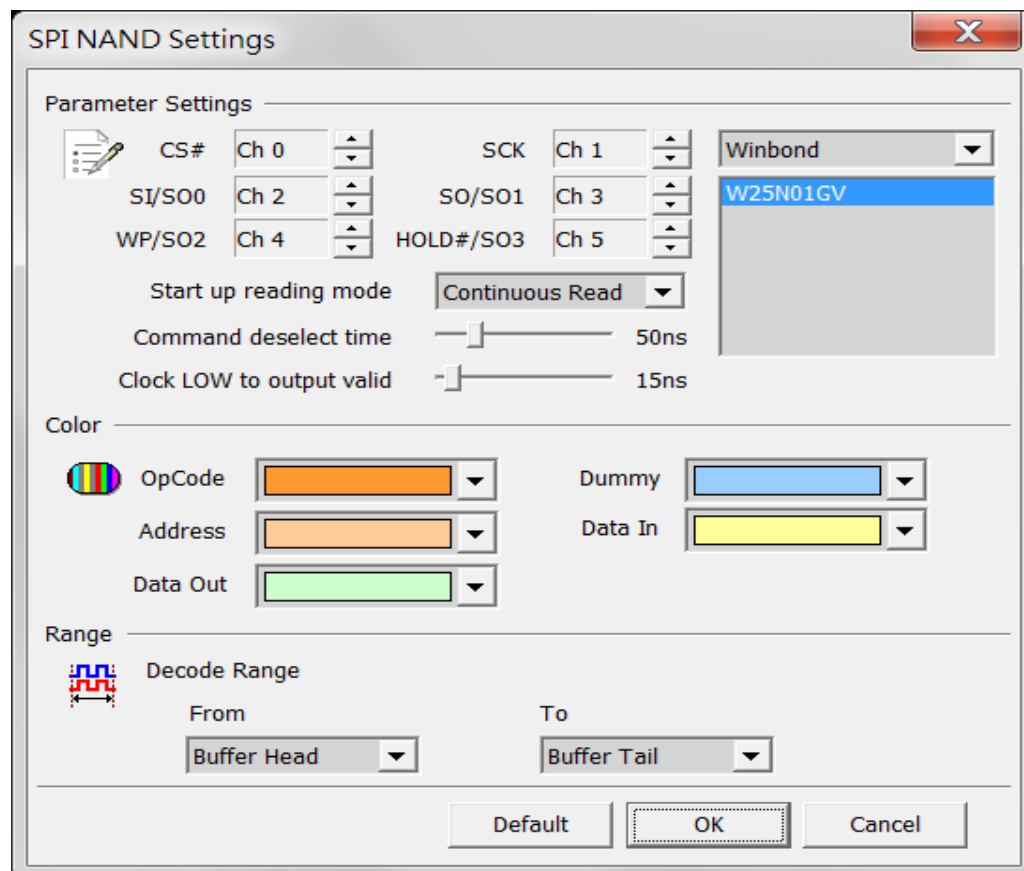 SPI NAND Settings
Parameter Settings
CS# Ch 0 SCK Ch 1 Winbond
SI/SO0 Ch 2 SO/SO1 Ch 3 W25N01GV
WP/SO2 Ch 4 HOLD#/SO3 Ch 5
Start up reading mode Continuous Read
Command deselect time 50ns
Clock LOW to output valid 15ns
Color
OpCode Dummy
Address Data In
Data Out
Range
Decode Range
From To
Buffer Head Buffer Tail
Default OK Cancel